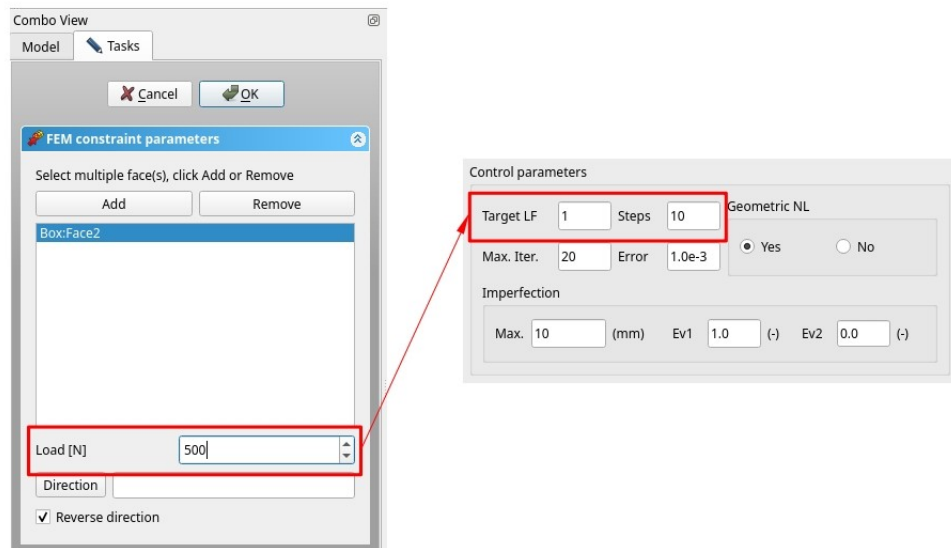 Combo View
Model Tasks
Cancel OK
FEM constraint parameters
Select multiple face(s), click Add or Remove
Add Remove
Box:Face2
Load [N] 500
Direction
Reverse direction
Control parameters
Target LF 1 Steps 10 Geometric NL
Max. Iter. 20 Error 1.0e-3 Yes No
Imperfection
Max. 10 (mm) Ev1 1.0 (-) Ev2 0.0 (-)